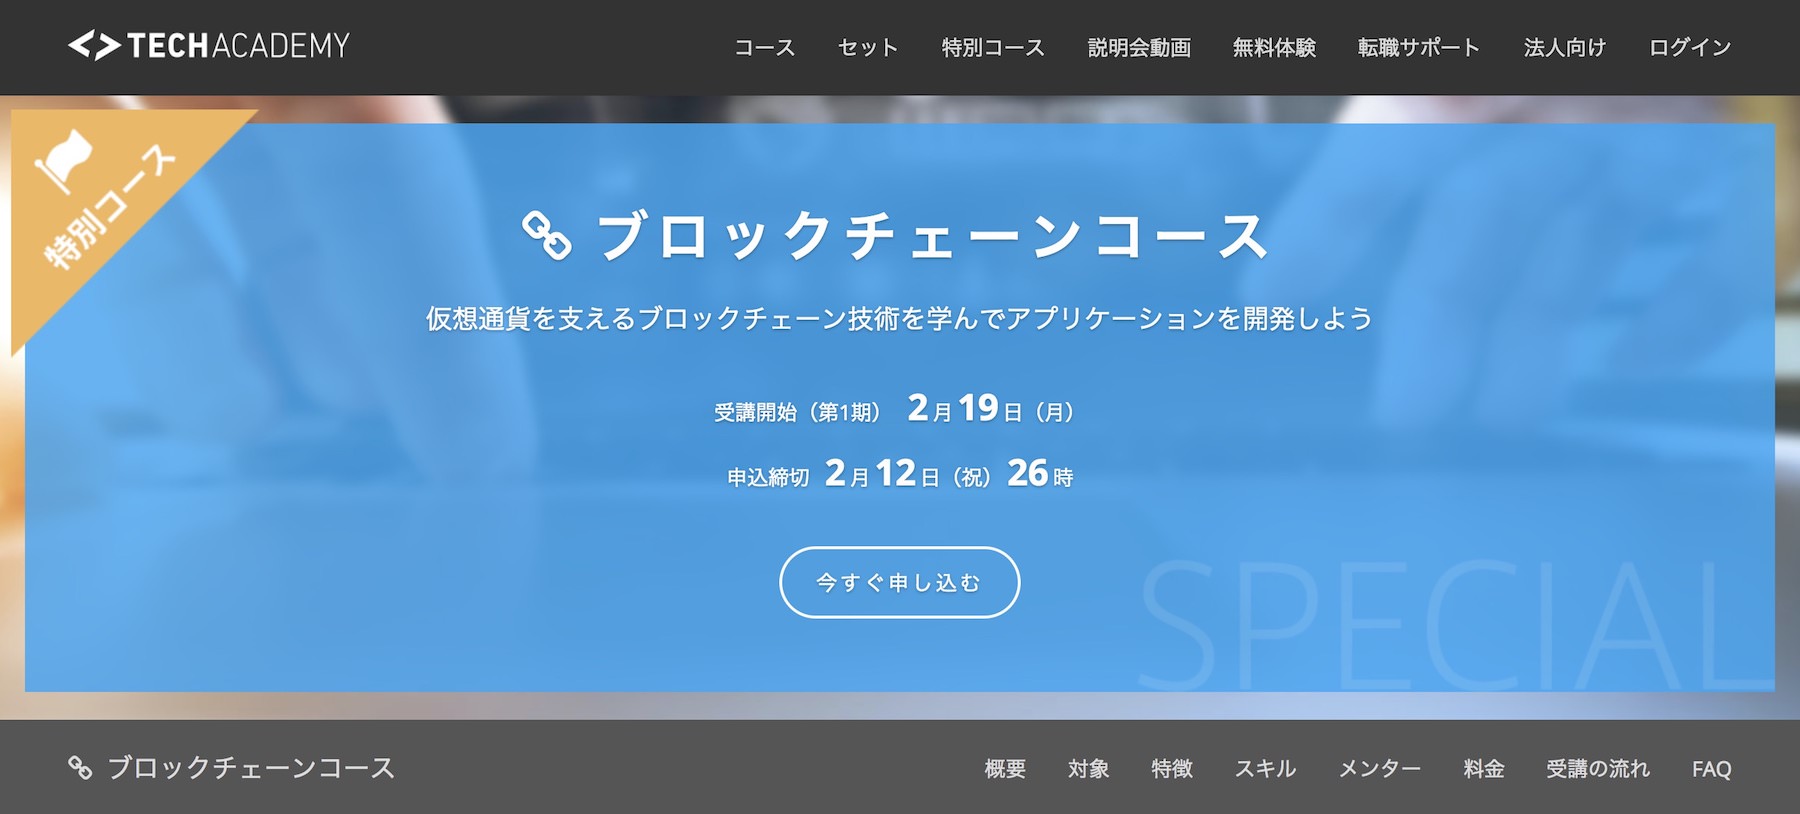 TECHACADEMY
コース セット 特別コース 説明会動画 無料体験 転職サポート 法人向け ログイン
特別コース
ブロックチェーンコース
仮想通貨を支えるブロックチェーン技術を学んでアプリケーションを開発しよう
受講開始（第1期） 2月19日（月）
申込締切 2月12日（祝）26時
今すぐ申し込む
SPECIAL
ブロックチェーンコース
概要 対象 特徴 スキル メンター 料金 受講の流れ FAQ